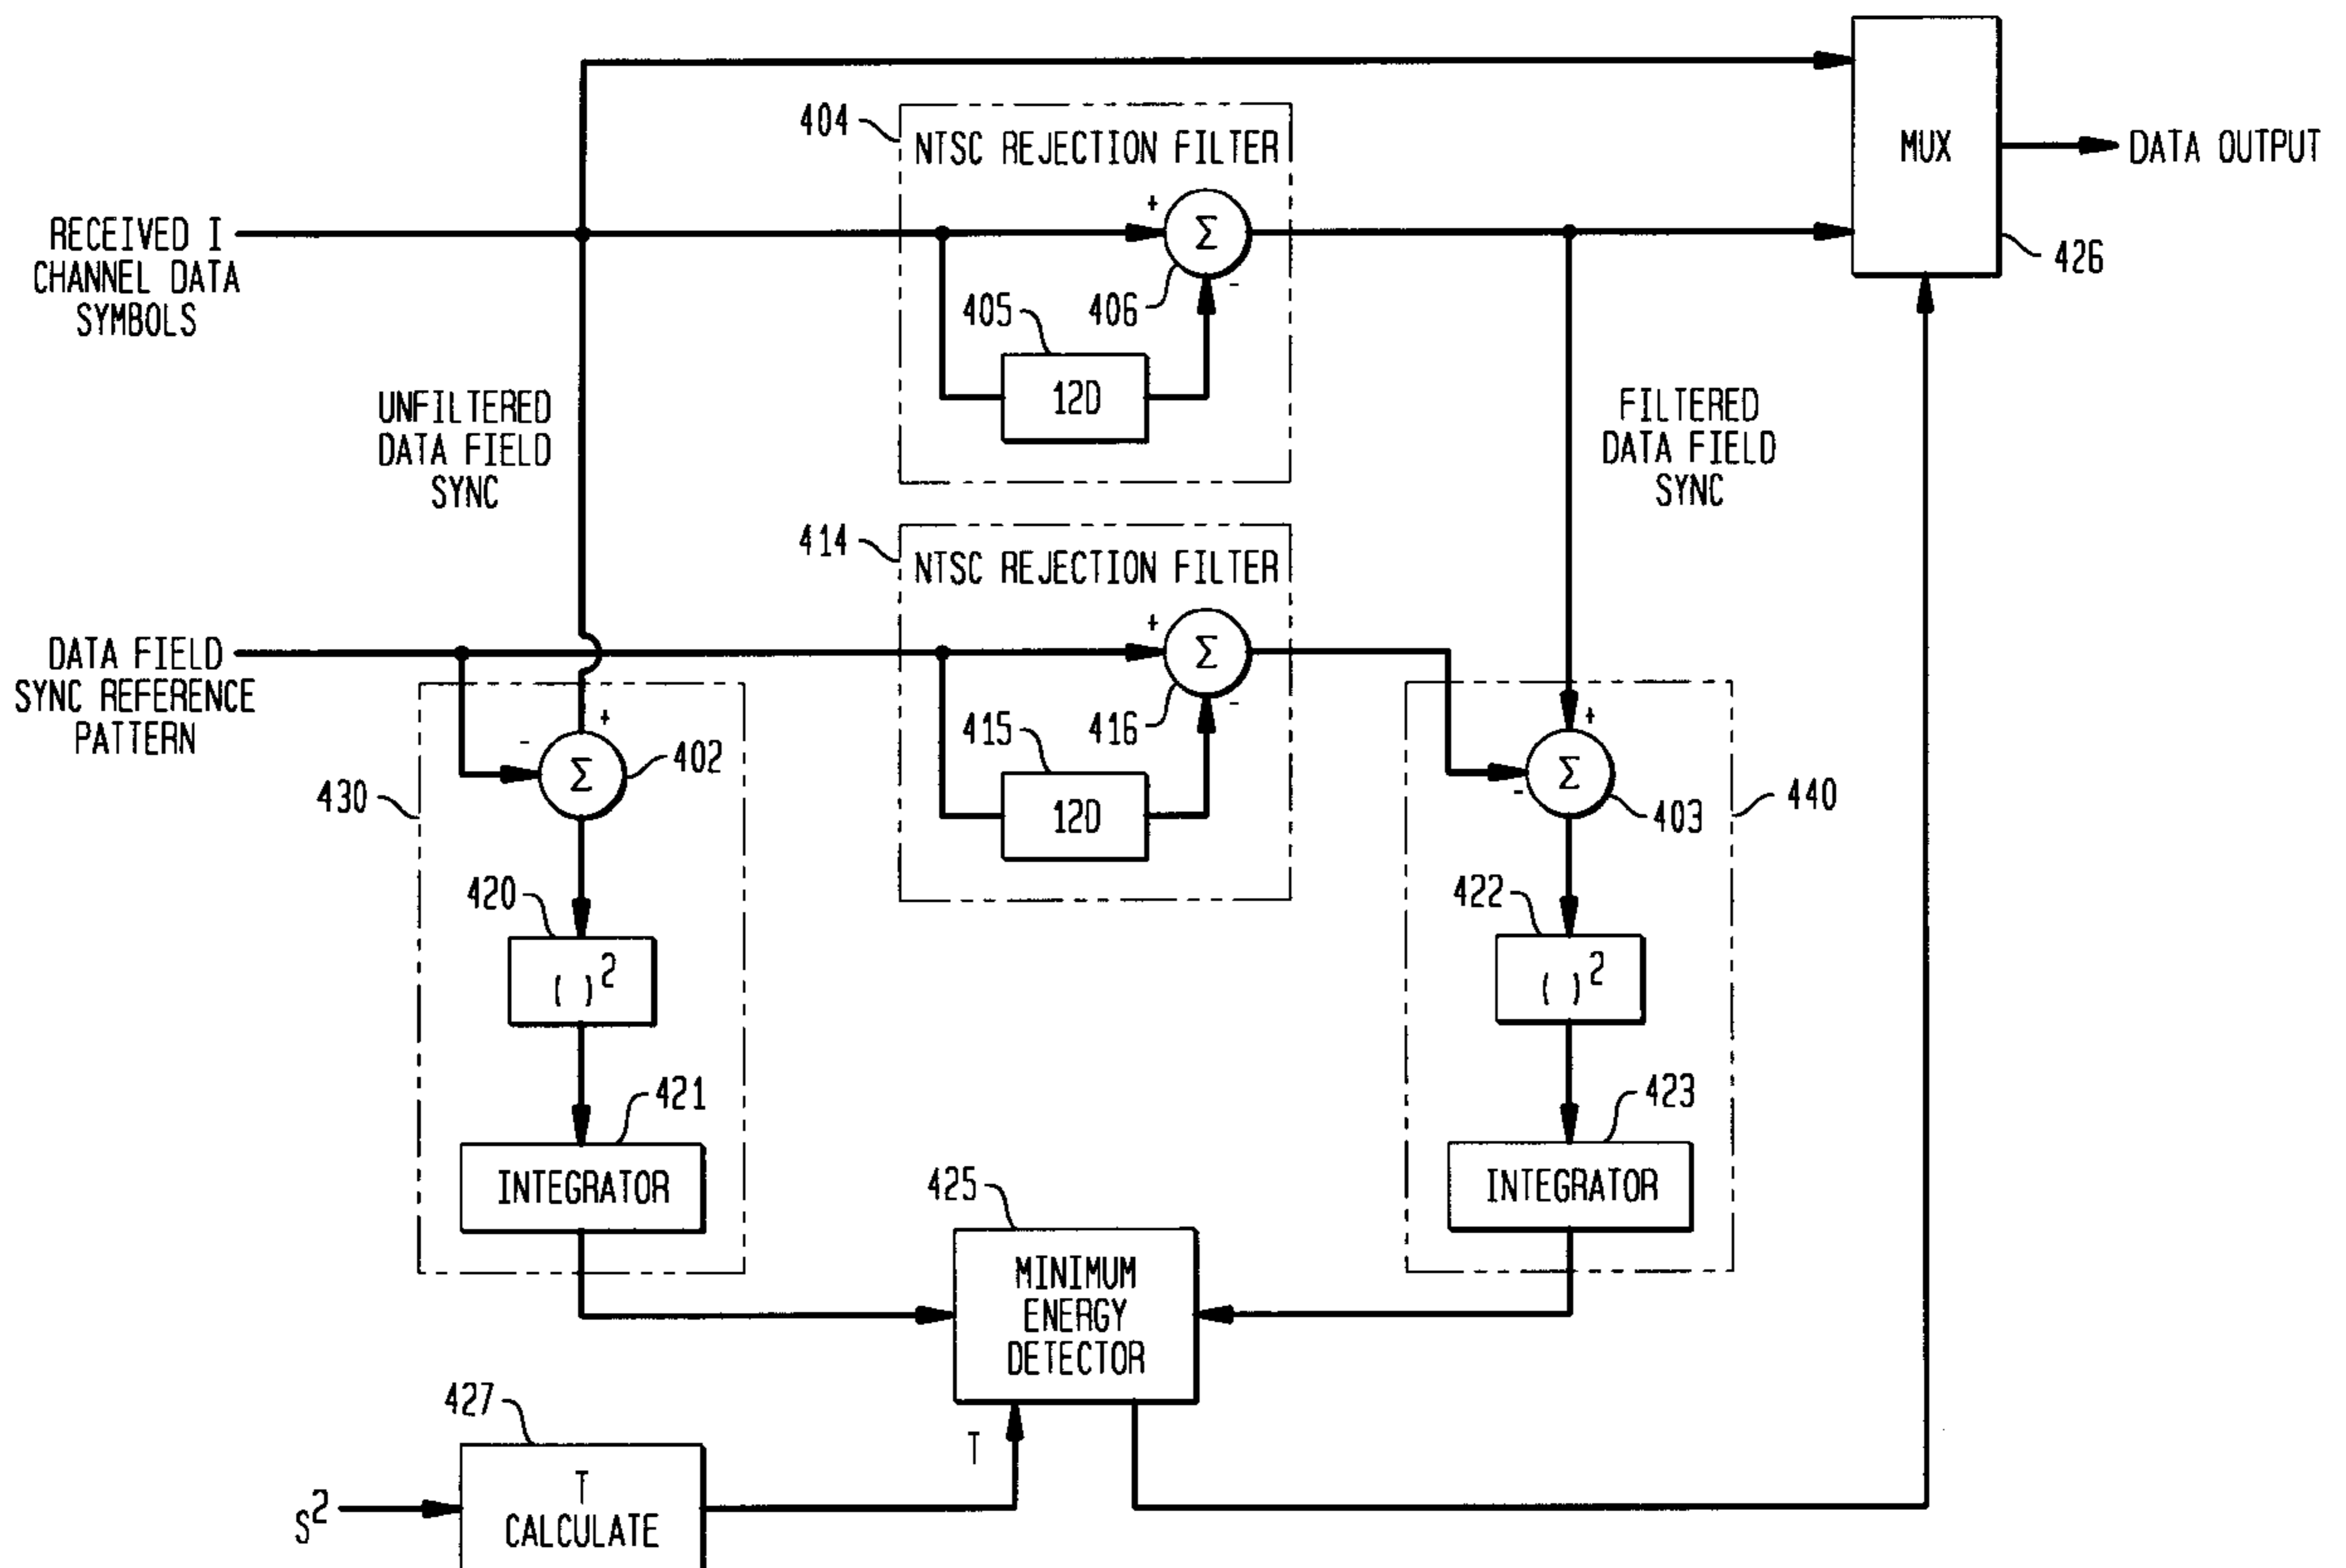 404
NTSC REJECTION FILTER
MUX
DATA OUTPUT
+
Σ
RECEIVED I
CHANNEL DATA
SYMBOLS
426
-
405
406
12D
UNFILTERED
DATA FIELD
SYNC
FILTERED
DATA FIELD
SYNC
414
NTSC REJECTION FILTER
+
Σ
DATA FIELD
SYNC REFERENCE
PATTERN
-
+
-
Σ
402
415
416
12D
+
-
Σ
403
430
440
420
( )2
422
( )2
421
INTEGRATOR
423
INTEGRATOR
425
MINIMUM
ENERGY
DETECTOR
427
T
S2
T
CALCULATE